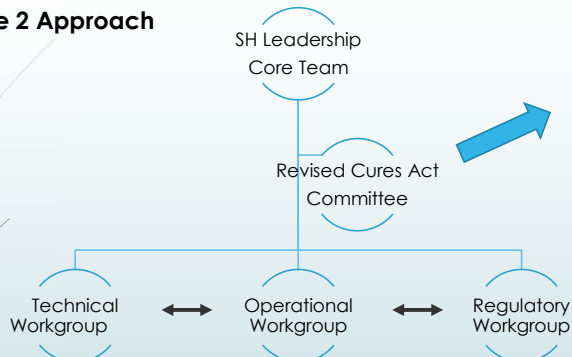 2 Approach
SH Leadership
Core Team
Revised Cures Act
Committee
Technical
Workgroup
Operational
Workgroup
Regulatory
Workgroup